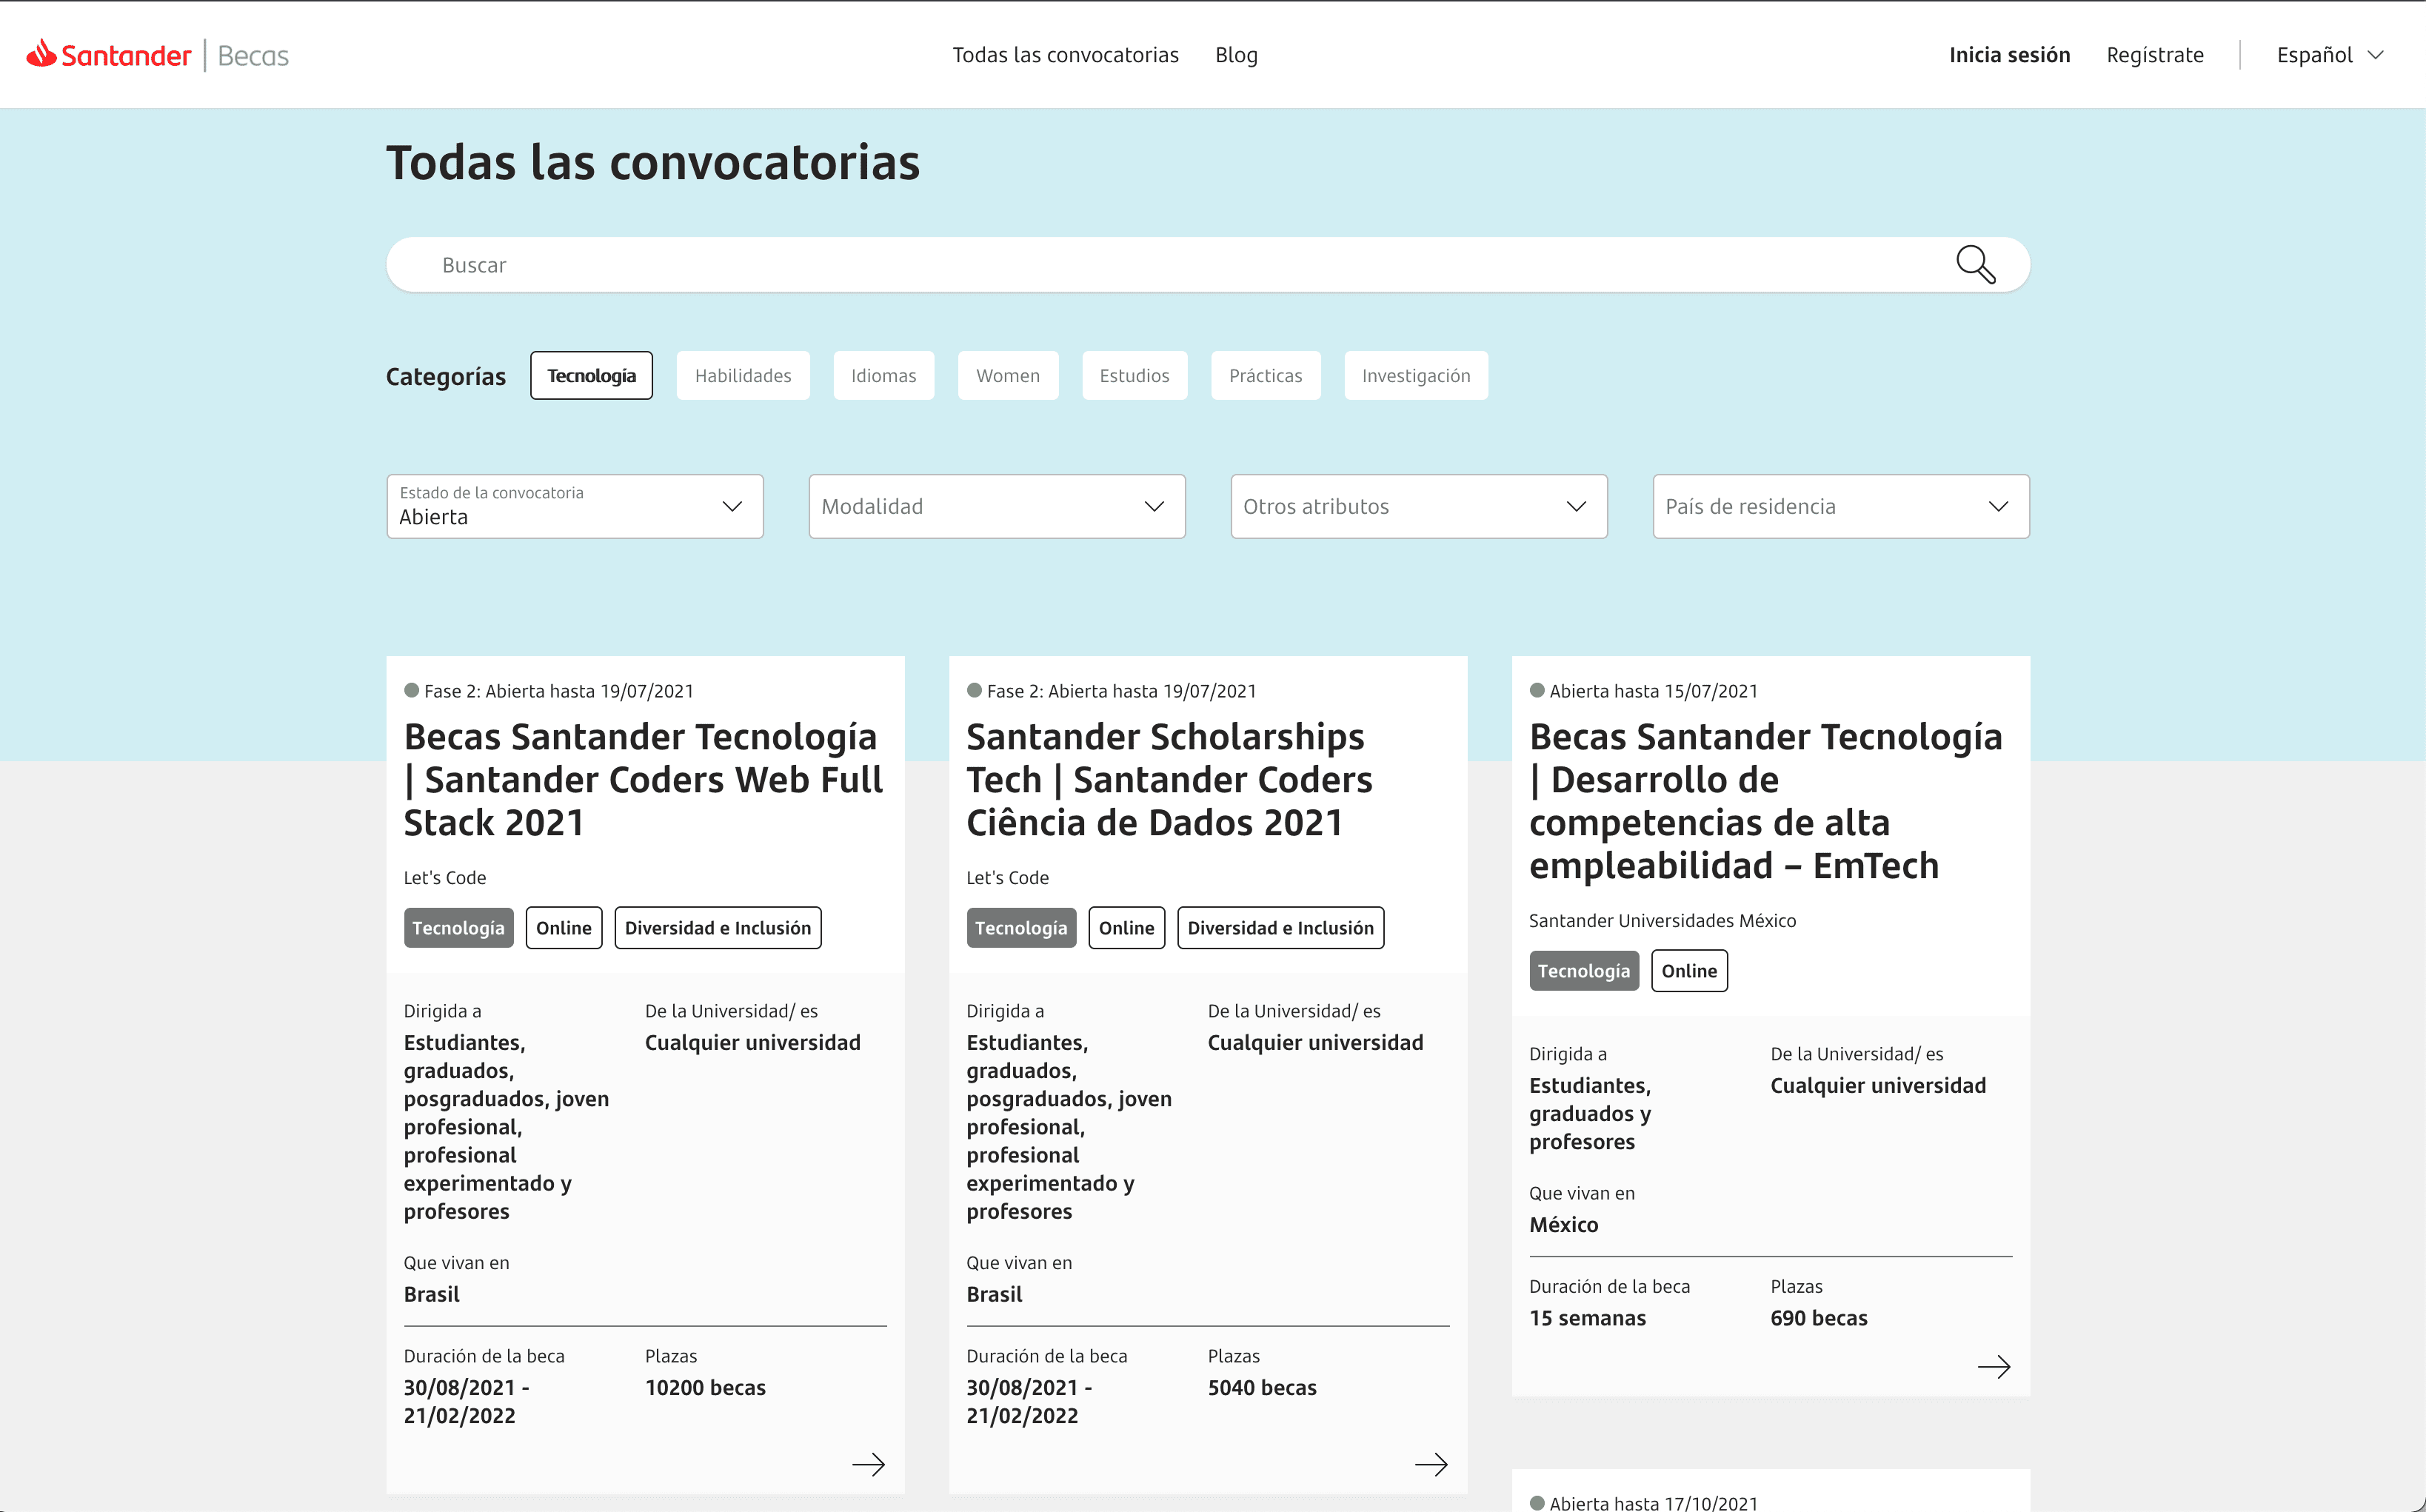 Santander | Becas
Todas las convocatorias
Blog
Inicia sesión
Regístrate
Español
Todas las convocatorias
Buscar
Categorías
Tecnología
Habilidades
Idiomas
Women
Estudios
Prácticas
Investigación
Estado de la convocatoria
Abierta
Modalidad
Otros atributos
País de residencia
Fase 2: Abierta hasta 19/07/2021
Becas Santander Tecnología
| Santander Coders Web Full
Stack 2021
Let's Code
Tecnología
Online
Diversidad e Inclusión
Dirigida a
Estudiantes,
graduados,
posgraduados, joven
profesional,
profesional
experimentado y
profesores
De la Universidad/ es
Cualquier universidad
Que vivan en
Brasil
Duración de la beca
30/08/2021 -
21/02/2022
Plazas
10200 becas
Fase 2: Abierta hasta 19/07/2021
Santander Scholarships
Tech | Santander Coders
Ciência de Dados 2021
Let's Code
Tecnología
Online
Diversidad e Inclusión
Dirigida a
Estudiantes,
graduados,
posgraduados, joven
profesional,
profesional
experimentado y
profesores
De la Universidad/ es
Cualquier universidad
Que vivan en
Brasil
Duración de la beca
30/08/2021 -
21/02/2022
Plazas
5040 becas
Abierta hasta 15/07/2021
Becas Santander Tecnología
| Desarrollo de
competencias de alta
empleabilidad – EmTech
Santander Universidades México
Tecnología
Online
Dirigida a
Estudiantes,
graduados y
profesores
De la Universidad/ es
Cualquier universidad
Que vivan en
México
Duración de la beca
15 semanas
Plazas
690 becas
Abierta hasta 17/10/2021